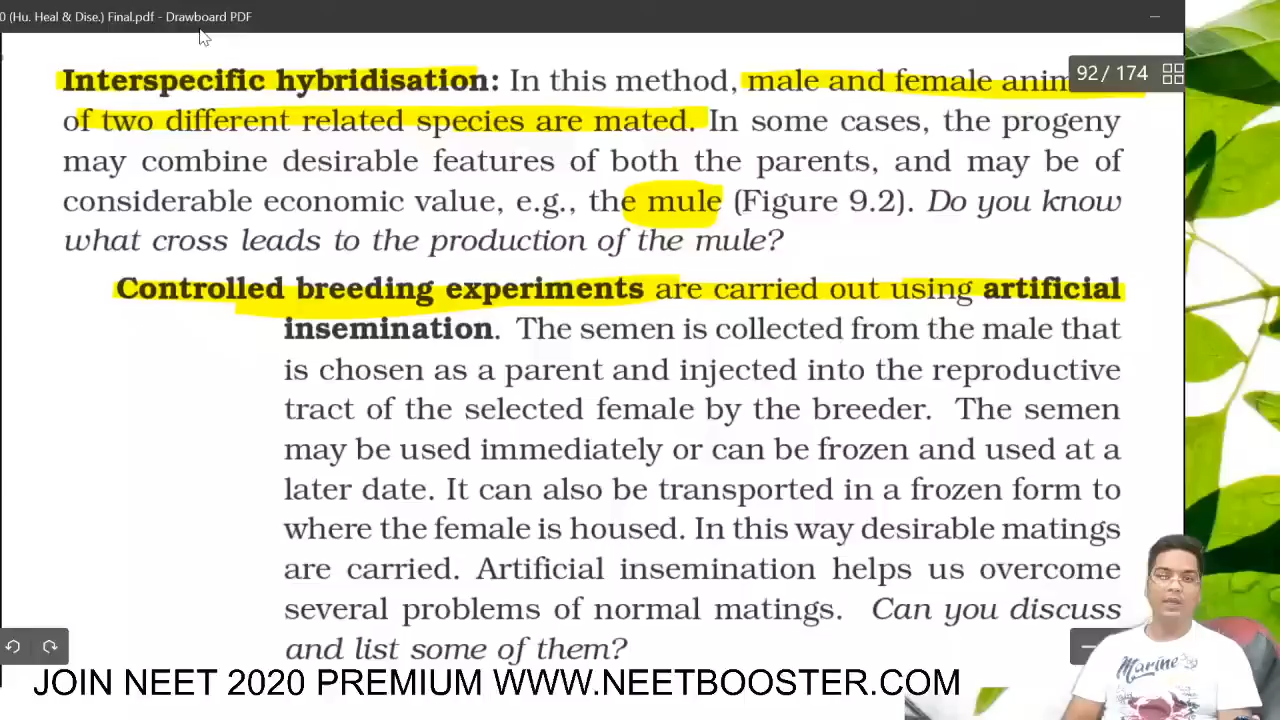 0 (Hu. Heal & Dise.) Final.pdf - Drawboard PDF
92 / 174
Interspecific hybridisation: In this method, male and female anim
of two different related species are mated. In some cases, the progeny
may combine desirable features of both the parents, and may be of
considerable economic value, e.g., the mule (Figure 9.2). Do you know
what cross leads to the production of the mule?
Controlled breeding experiments are carried out using artificial
insemination. The semen is collected from the male that
is chosen as a parent and injected into the reproductive
tract of the selected female by the breeder. The semen
may be used immediately or can be frozen and used at a
later date. It can also be transported in a frozen form to
where the female is housed. In this way desirable matings
are carried. Artificial insemination helps us overcome
several problems of normal matings. Can you discuss
and list some of them?
Marine
JOIN NEET 2020 PREMIUM WWW.NEETBOOSTER.COM